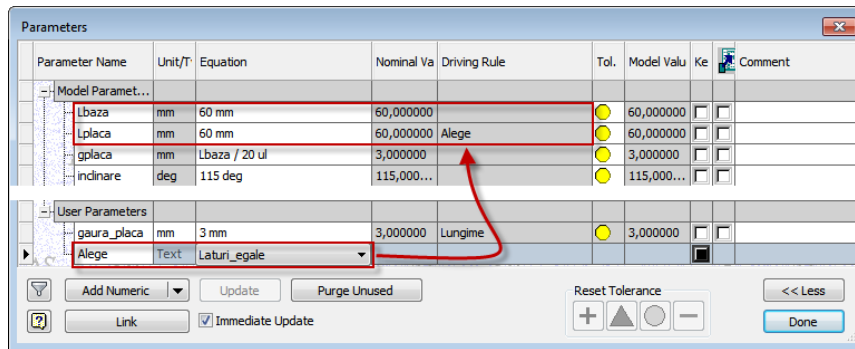 Parameters
Parameter Name Unit/T Equation Nominal Va Driving Rule Tol. Model Valu Ke Comment
Model Paramet...
Lbaza mm 60 mm 60,000000 60,000000
Lplaca mm 60 mm 60,000000 Alege 60,000000
gplaca mm Lbaza / 20 ul 3,000000 3,000000
inclinare deg 115 deg 115,000... 115,000...
User Parameters
gaura_placa mm 3 mm 3,000000 Lungime 3,000000
Alege Text Laturi_egale
Add Numeric Update Purge Unused Reset Tolerance << Less
Link Immediate Update Done